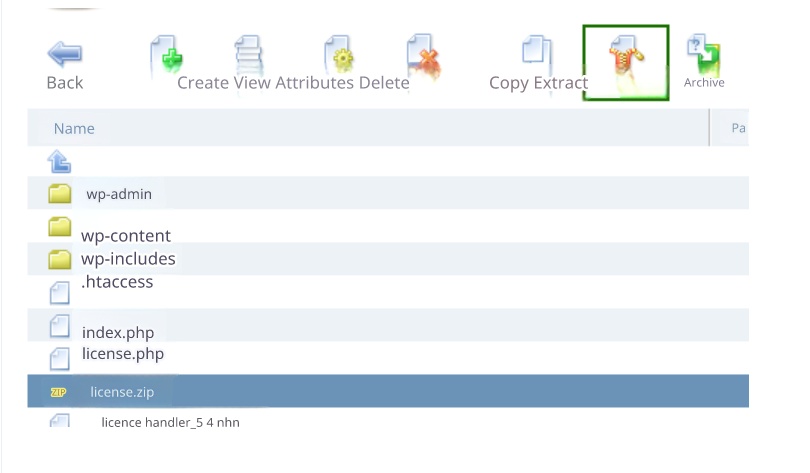 Back
Create View Attributes Delete
Copy Extract
Archive
Name
Pa
wp-admin
wp-content
wp-includes
.htaccess
index.php
license.php
ZIP
license.zip
licence handler_5 4 nhn